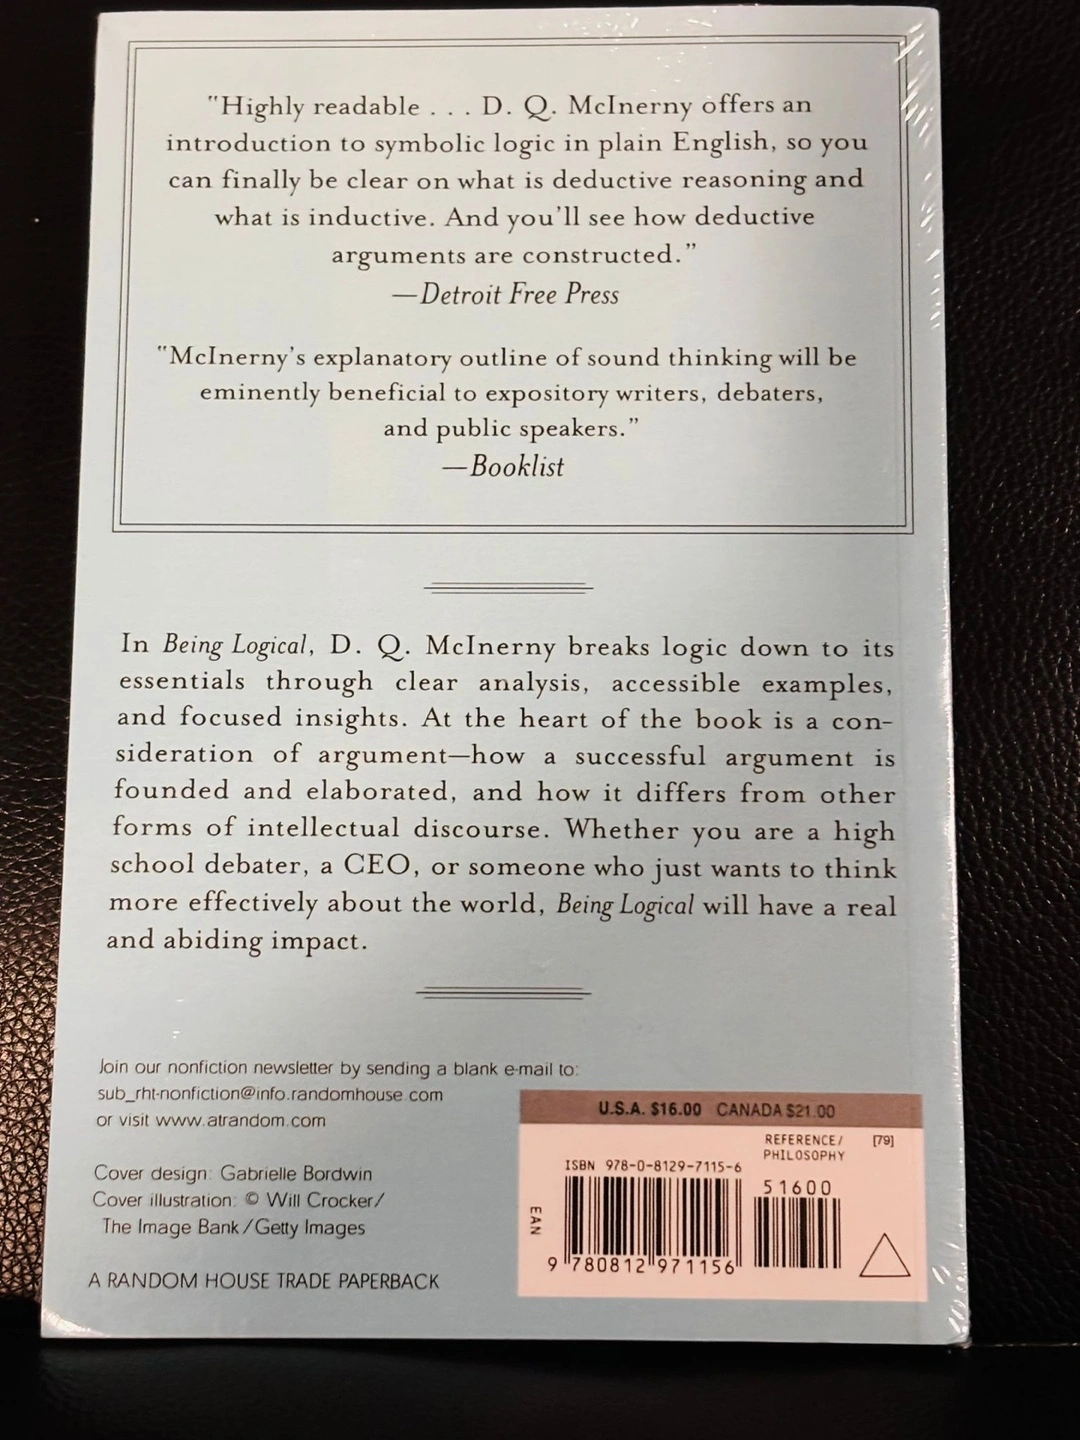 "Highly readable . . . D. Q. McInerny offers an
introduction to symbolic logic in plain English, so you
can finally be clear on what is deductive reasoning and
what is inductive. And you'll see how deductive
arguments are constructed."
—Detroit Free Press
"McInerny's explanatory outline of sound thinking will be
eminently beneficial to expository writers, debaters,
and public speakers."
—Booklist
In Being Logical, D. Q. McInerny breaks logic down to its
essentials through clear analysis, accessible examples,
and focused insights. At the heart of the book is a con-
sideration of argument—how a successful argument is
founded and elaborated, and how it differs from other
forms of intellectual discourse. Whether you are a high
school debater, a CEO, or someone who just wants to think
more effectively about the world, Being Logical will have a real
and abiding impact.
Join our nonfiction newsletter by sending a blank e-mail to:
sub_rht-nonfiction@info.randomhouse.com
or visit www.atrandom.com
Cover design: Gabrielle Bordwin
Cover illustration: © Will Crocker/
The Image Bank/Getty Images
A RANDOM HOUSE TRADE PAPERBACK
U.S.A. $16.00 CANADA $21.00
REFERENCE/ [79]
PHILOSOPHY
ISBN 978-0-8129-7115-6
51600
EAN
9 780812 971156